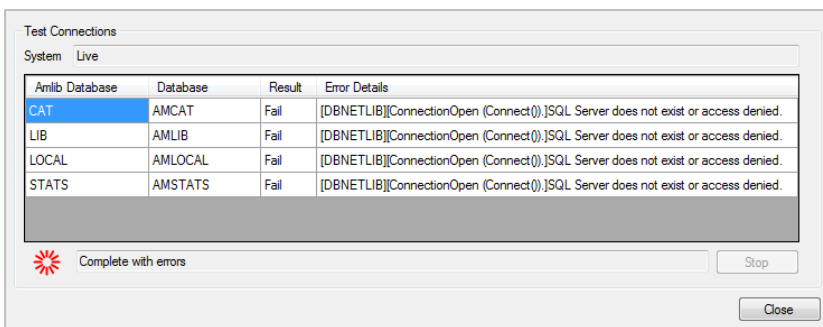 Test Connections
System Live
Amlib Database Database Result Error Details
CAT AMCAT Fail [DBNETLIB][ConnectionOpen (Connect()).]SQL Server does not exist or access denied.
LIB AMLIB Fail [DBNETLIB][ConnectionOpen (Connect()).]SQL Server does not exist or access denied.
LOCAL AMLOCAL Fail [DBNETLIB][ConnectionOpen (Connect()).]SQL Server does not exist or access denied.
STATS AMSTATS Fail [DBNETLIB][ConnectionOpen (Connect()).]SQL Server does not exist or access denied.
Complete with errors Stop
Close